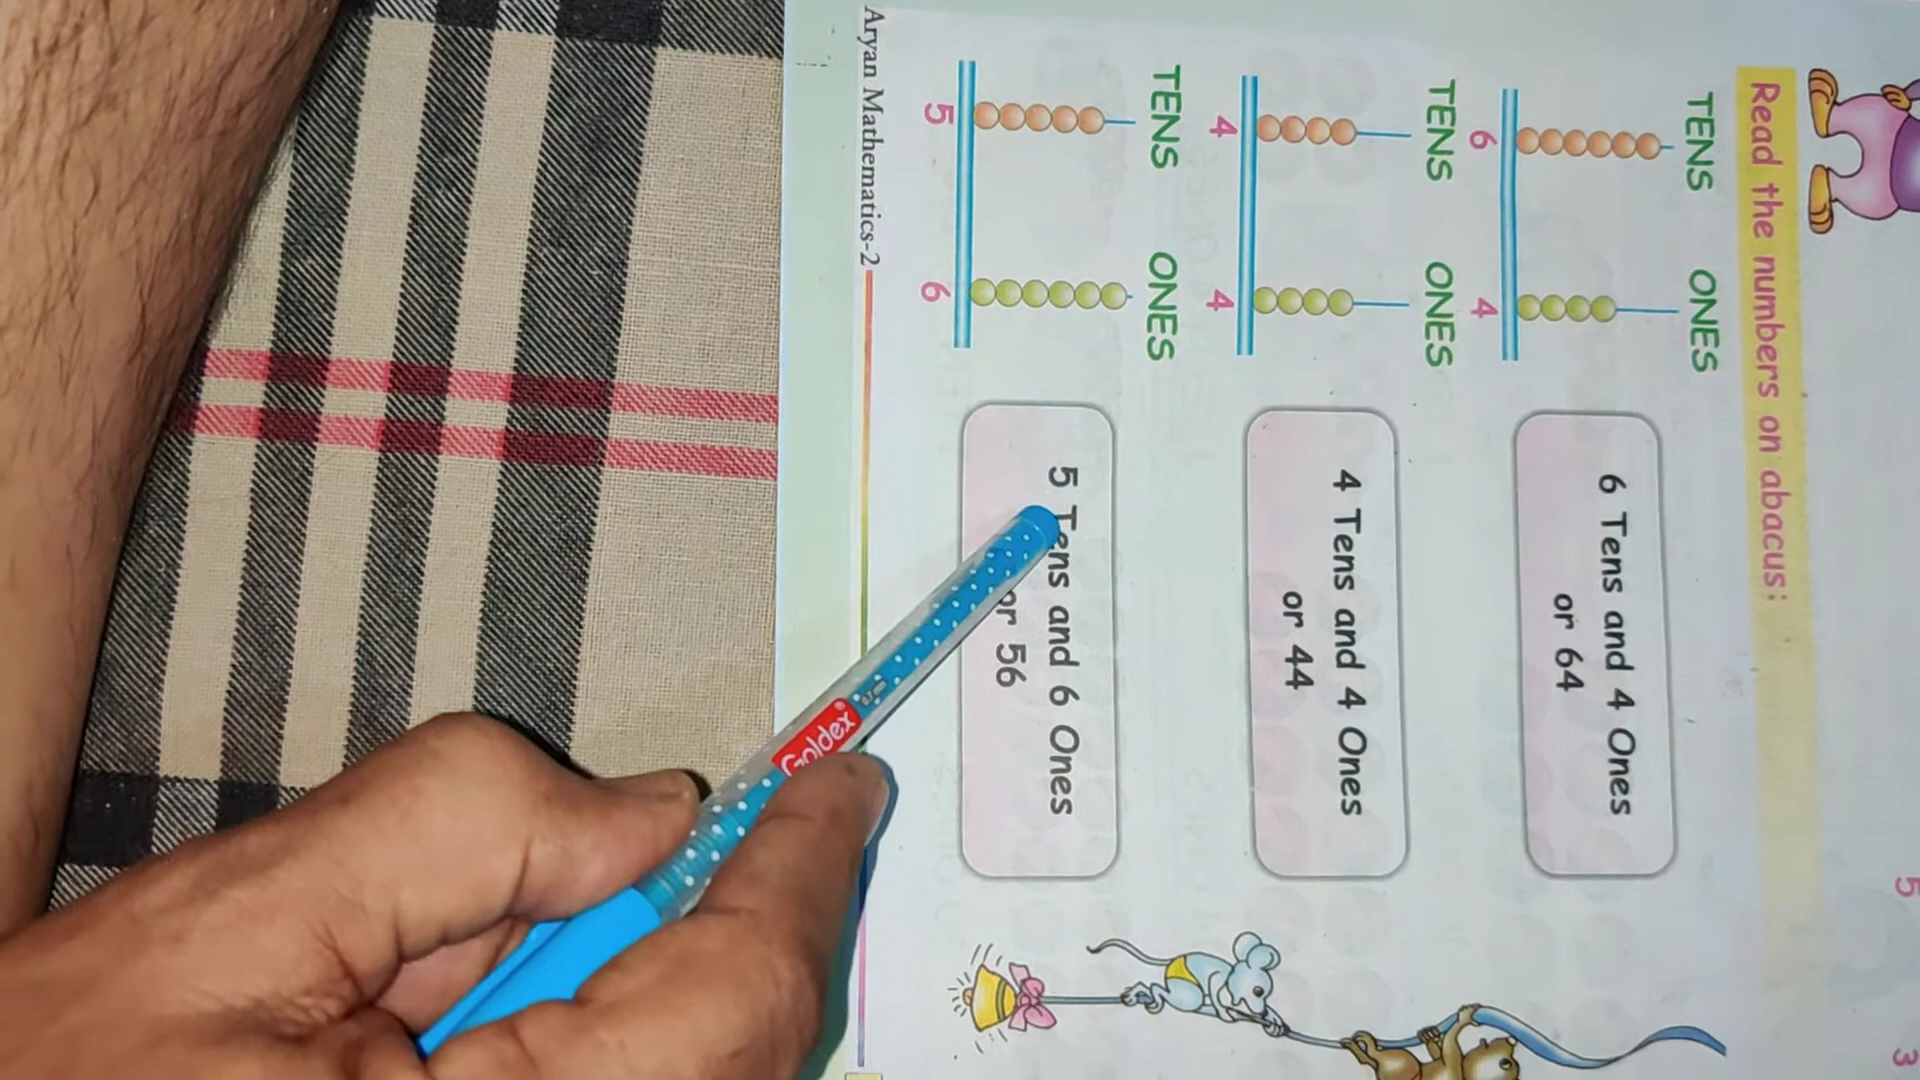 5
3
Read the numbers on abacus:
TENS ONES
6 4
6 Tens and 4 Ones
or 64
TENS ONES
4 4
4 Tens and 4 Ones
or 44
TENS ONES
5 6
5 Tens and 6 Ones
or 56
Aryan Mathematics-2
Goldex